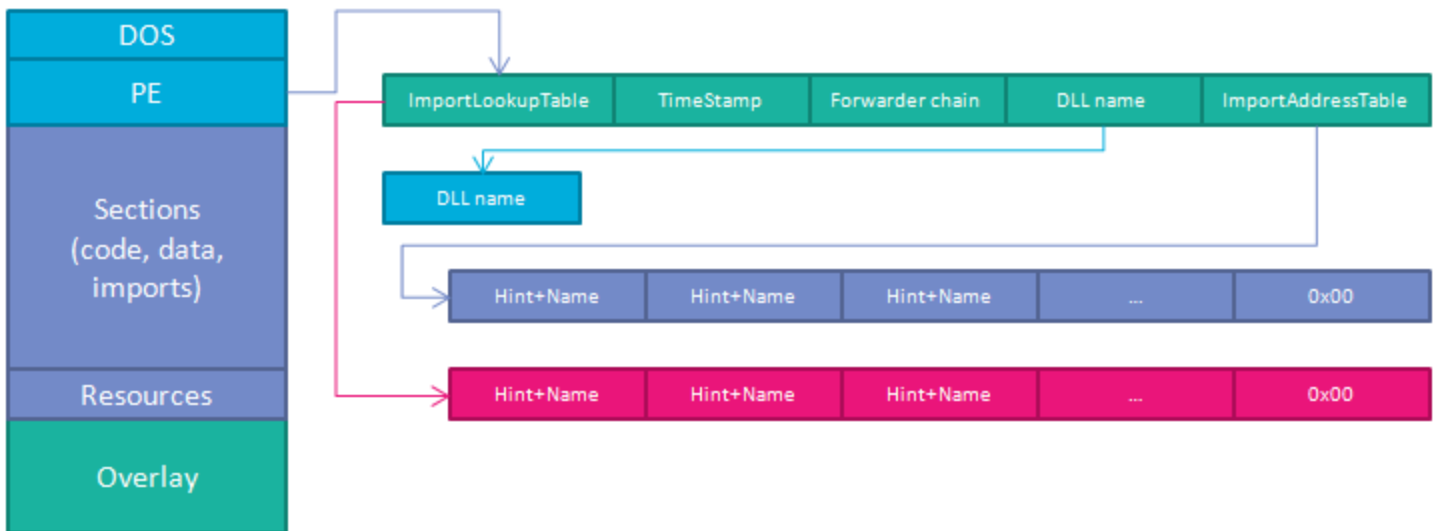 DOS
PE
Sections
(code, data,
imports)
Resources
Overlay
ImportLookupTable TimeStamp Forwarder chain DLL name ImportAddressTable
DLL name
Hint+Name Hint+Name Hint+Name ... 0x00
Hint+Name Hint+Name Hint+Name ... 0x00